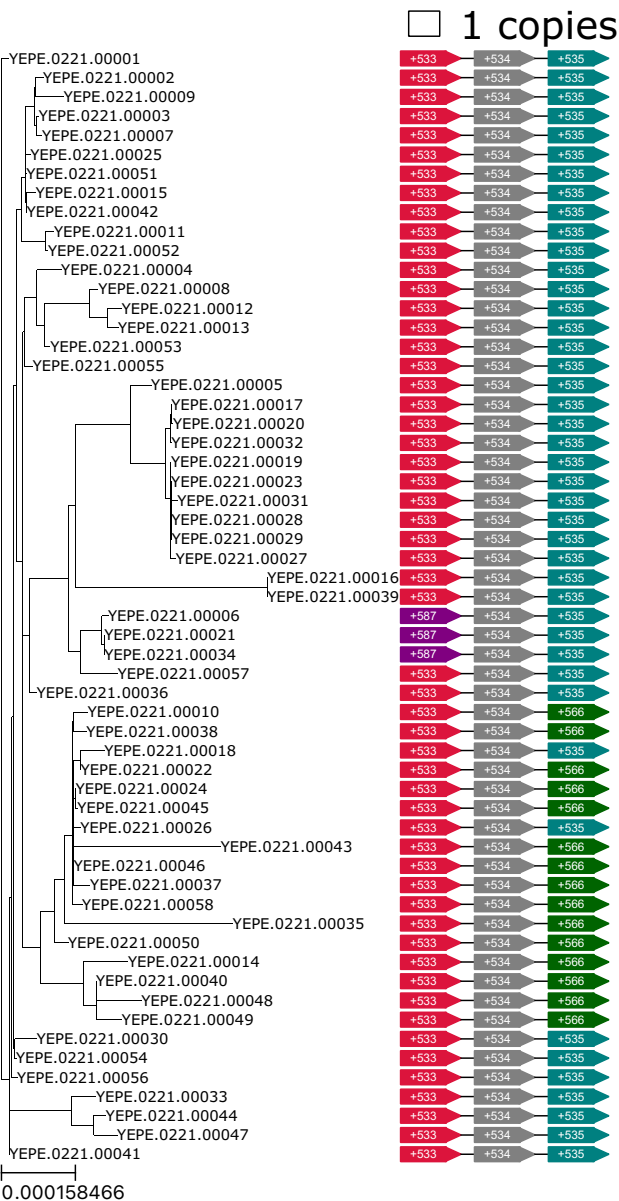 1 copies
YEPE.0221.00001 +533 +534 +535
YEPE.0221.00002 +533 +534 +535
YEPE.0221.00009 +533 +534 +535
YEPE.0221.00003 +533 +534 +535
YEPE.0221.00007 +533 +534 +535
YEPE.0221.00025 +533 +534 +535
YEPE.0221.00051 +533 +534 +535
YEPE.0221.00015 +533 +534 +535
YEPE.0221.00042 +533 +534 +535
YEPE.0221.00011 +533 +534 +535
YEPE.0221.00052 +533 +534 +535
YEPE.0221.00004 +533 +534 +535
YEPE.0221.00008 +533 +534 +535
YEPE.0221.00012 +533 +534 +535
YEPE.0221.00013 +533 +534 +535
YEPE.0221.00053 +533 +534 +535
YEPE.0221.00055 +533 +534 +535
YEPE.0221.00005 +533 +534 +535
YEPE.0221.00017 +533 +534 +535
YEPE.0221.00020 +533 +534 +535
YEPE.0221.00032 +533 +534 +535
YEPE.0221.00019 +533 +534 +535
YEPE.0221.00023 +533 +534 +535
YEPE.0221.00031 +533 +534 +535
YEPE.0221.00028 +533 +534 +535
YEPE.0221.00029 +533 +534 +535
YEPE.0221.00027 +533 +534 +535
YEPE.0221.00016 +533 +534 +535
YEPE.0221.00039 +533 +534 +535
YEPE.0221.00006 +587 +534 +535
YEPE.0221.00021 +587 +534 +535
YEPE.0221.00034 +587 +534 +535
YEPE.0221.00057 +533 +534 +535
YEPE.0221.00036 +533 +534 +535
YEPE.0221.00010 +533 +534 +566
YEPE.0221.00038 +533 +534 +566
YEPE.0221.00018 +533 +534 +535
YEPE.0221.00022 +533 +534 +566
YEPE.0221.00024 +533 +534 +566
YEPE.0221.00045 +533 +534 +566
YEPE.0221.00026 +533 +534 +535
YEPE.0221.00043 +533 +534 +566
YEPE.0221.00046 +533 +534 +566
YEPE.0221.00037 +533 +534 +566
YEPE.0221.00058 +533 +534 +566
YEPE.0221.00035 +533 +534 +566
YEPE.0221.00050 +533 +534 +566
YEPE.0221.00014 +533 +534 +566
YEPE.0221.00040 +533 +534 +566
YEPE.0221.00048 +533 +534 +566
YEPE.0221.00049 +533 +534 +566
YEPE.0221.00030 +533 +534 +535
YEPE.0221.00054 +533 +534 +535
YEPE.0221.00056 +533 +534 +535
YEPE.0221.00033 +533 +534 +535
YEPE.0221.00044 +533 +534 +535
YEPE.0221.00047 +533 +534 +535
YEPE.0221.00041 +533 +534 +535
0.000158466